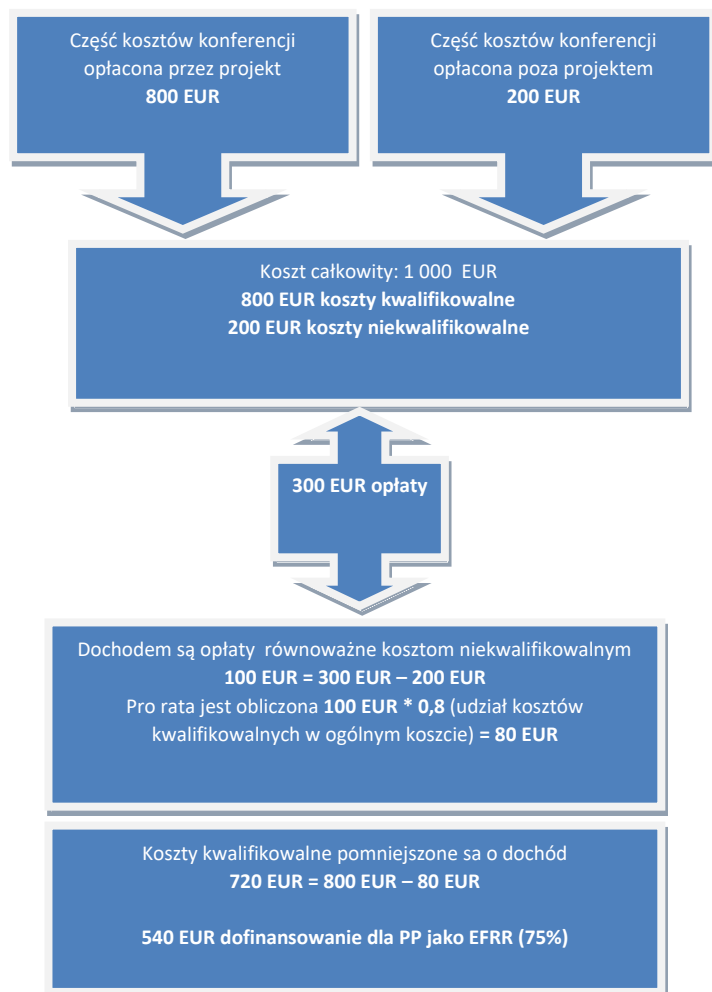 Część kosztów konferencji
opłacona przez projekt
800 EUR
Część kosztów konferencji
opłacona poza projektem
200 EUR
Koszt całkowity: 1 000 EUR
800 EUR koszty kwalifikowalne
200 EUR koszty niekwalifikowalne
300 EUR opłaty
Dochodem są opłaty równoważne kosztom niekwalifikowalnym
100 EUR = 300 EUR – 200 EUR
Pro rata jest obliczona 100 EUR * 0,8 (udział kosztów
kwalifikowalnych w ogólnym koszcie) = 80 EUR
Koszty kwalifikowalne pomniejszone sa o dochód
720 EUR = 800 EUR – 80 EUR
540 EUR dofinansowanie dla PP jako EFRR (75%)